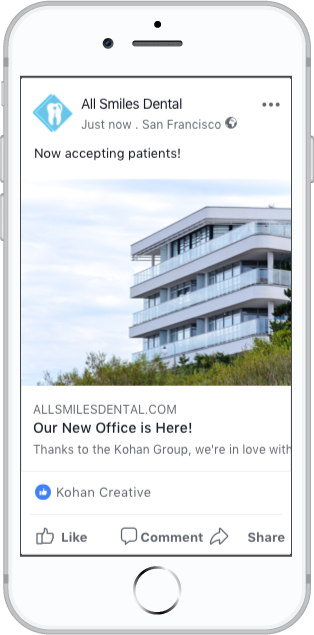 All Smiles Dental
Just now . San Francisco
Now accepting patients!
ALLSMILESDENTAL.COM
Our New Office is Here!
Thanks to the Kohan Group, we're in love with
Kohan Creative
Like Comment Share